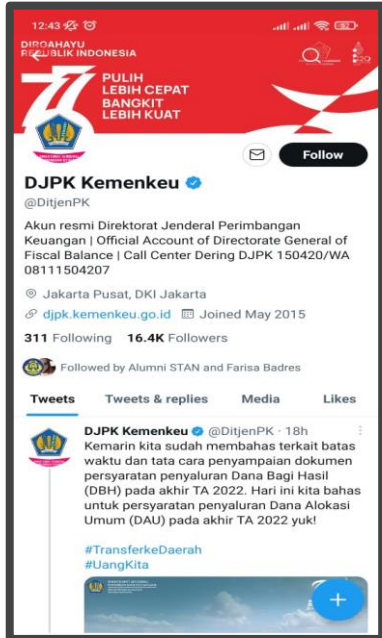 12:43
82
DIRGAHAYU
REPUBLIK INDONESIA
77
PULIH
LEBIH CEPAT
BANGKIT
LEBIH KUAT
Follow
DJPK Kemenkeu
@DitjenPK
Akun resmi Direktorat Jenderal Perimbangan
Keuangan | Official Account of Directorate General of
Fiscal Balance | Call Center Dering DJPK 150420/WA
08111504207
Jakarta Pusat, DKI Jakarta
djpk.kemenkeu.go.id Joined May 2015
311 Following 16.4K Followers
Followed by Alumni STAN and Farisa Badres
Tweets Tweets & replies Media Likes
DJPK Kemenkeu @DitjenPK · 18h
Kemarin kita sudah membahas terkait batas
waktu dan tata cara penyampaian dokumen
persyaratan penyaluran Dana Bagi Hasil
(DBH) pada akhir TA 2022. Hari ini kita bahas
untuk persyaratan penyaluran Dana Alokasi
Umum (DAU) pada akhir TA 2022 yuk!
#TransferkeDaerah
#UangKita